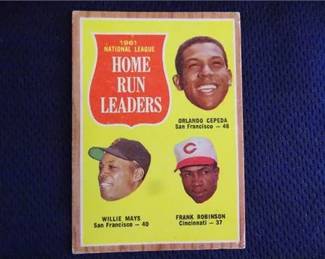 1961
NATIONAL LEAGUE
HOME
RUN
LEADERS
ORLANDO CEPEDA
San Francisco — 46
WILLIE MAYS
San Francisco — 40
FRANK ROBINSON
Cincinnati — 37